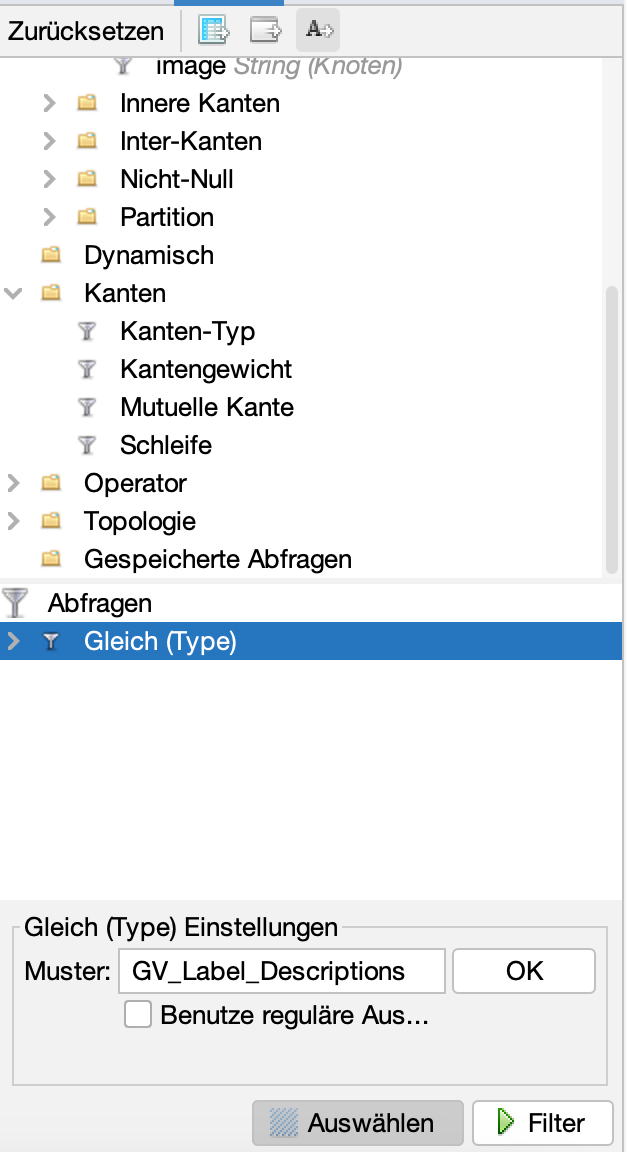 Zurücksetzen
image String (Knoten)
Innere Kanten
Inter-Kanten
Nicht-Null
Partition
Dynamisch
Kanten
Kanten-Typ
Kantengewicht
Mutuelle Kante
Schleife
Operator
Topologie
Gespeicherte Abfragen
Abfragen
Gleich (Type)
Gleich (Type) Einstellungen
Muster: GV_Label_Descriptions OK
Benutze reguläre Aus...
Auswählen Filter